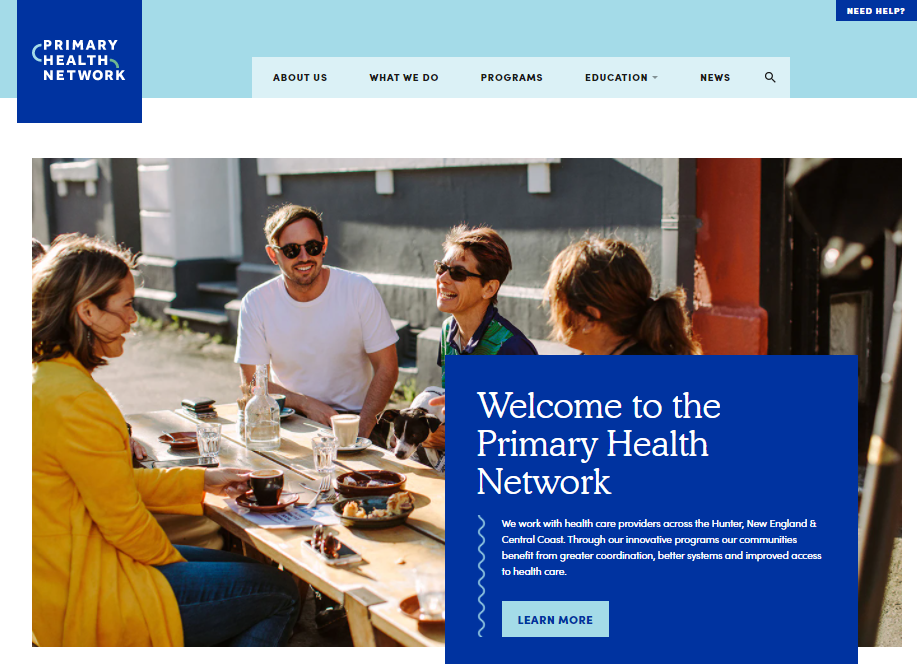 NEED HELP?
PRIMARY
HEALTH
NETWORK
ABOUT US WHAT WE DO PROGRAMS EDUCATION NEWS
Welcome to the
Primary Health
Network
We work with health care providers across the Hunter, New England &
Central Coast. Through our innovative programs our communities
benefit from greater coordination, better systems and improved access
to health care.
LEARN MORE